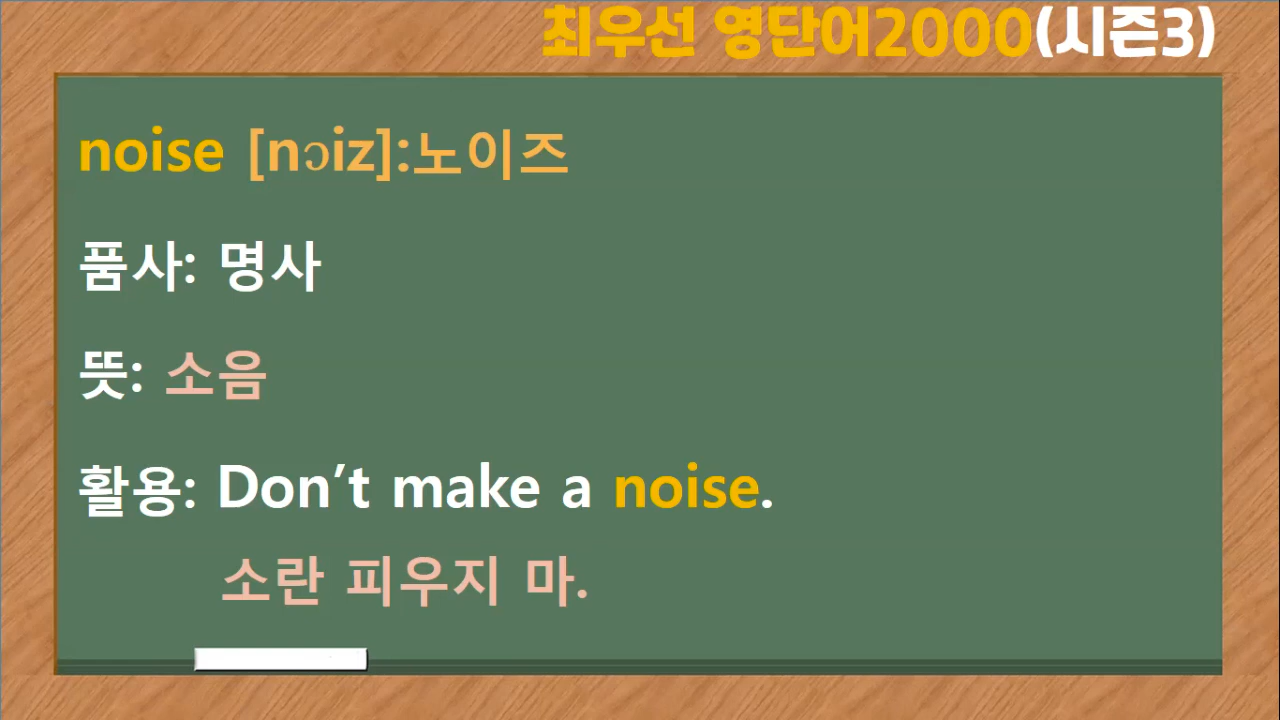 최우선 영단어2000(시즌3)
noise [nɔiz]:노이즈
품사: 명사
뜻: 소음
활용: Don’t make a noise.
소란 피우지 마.